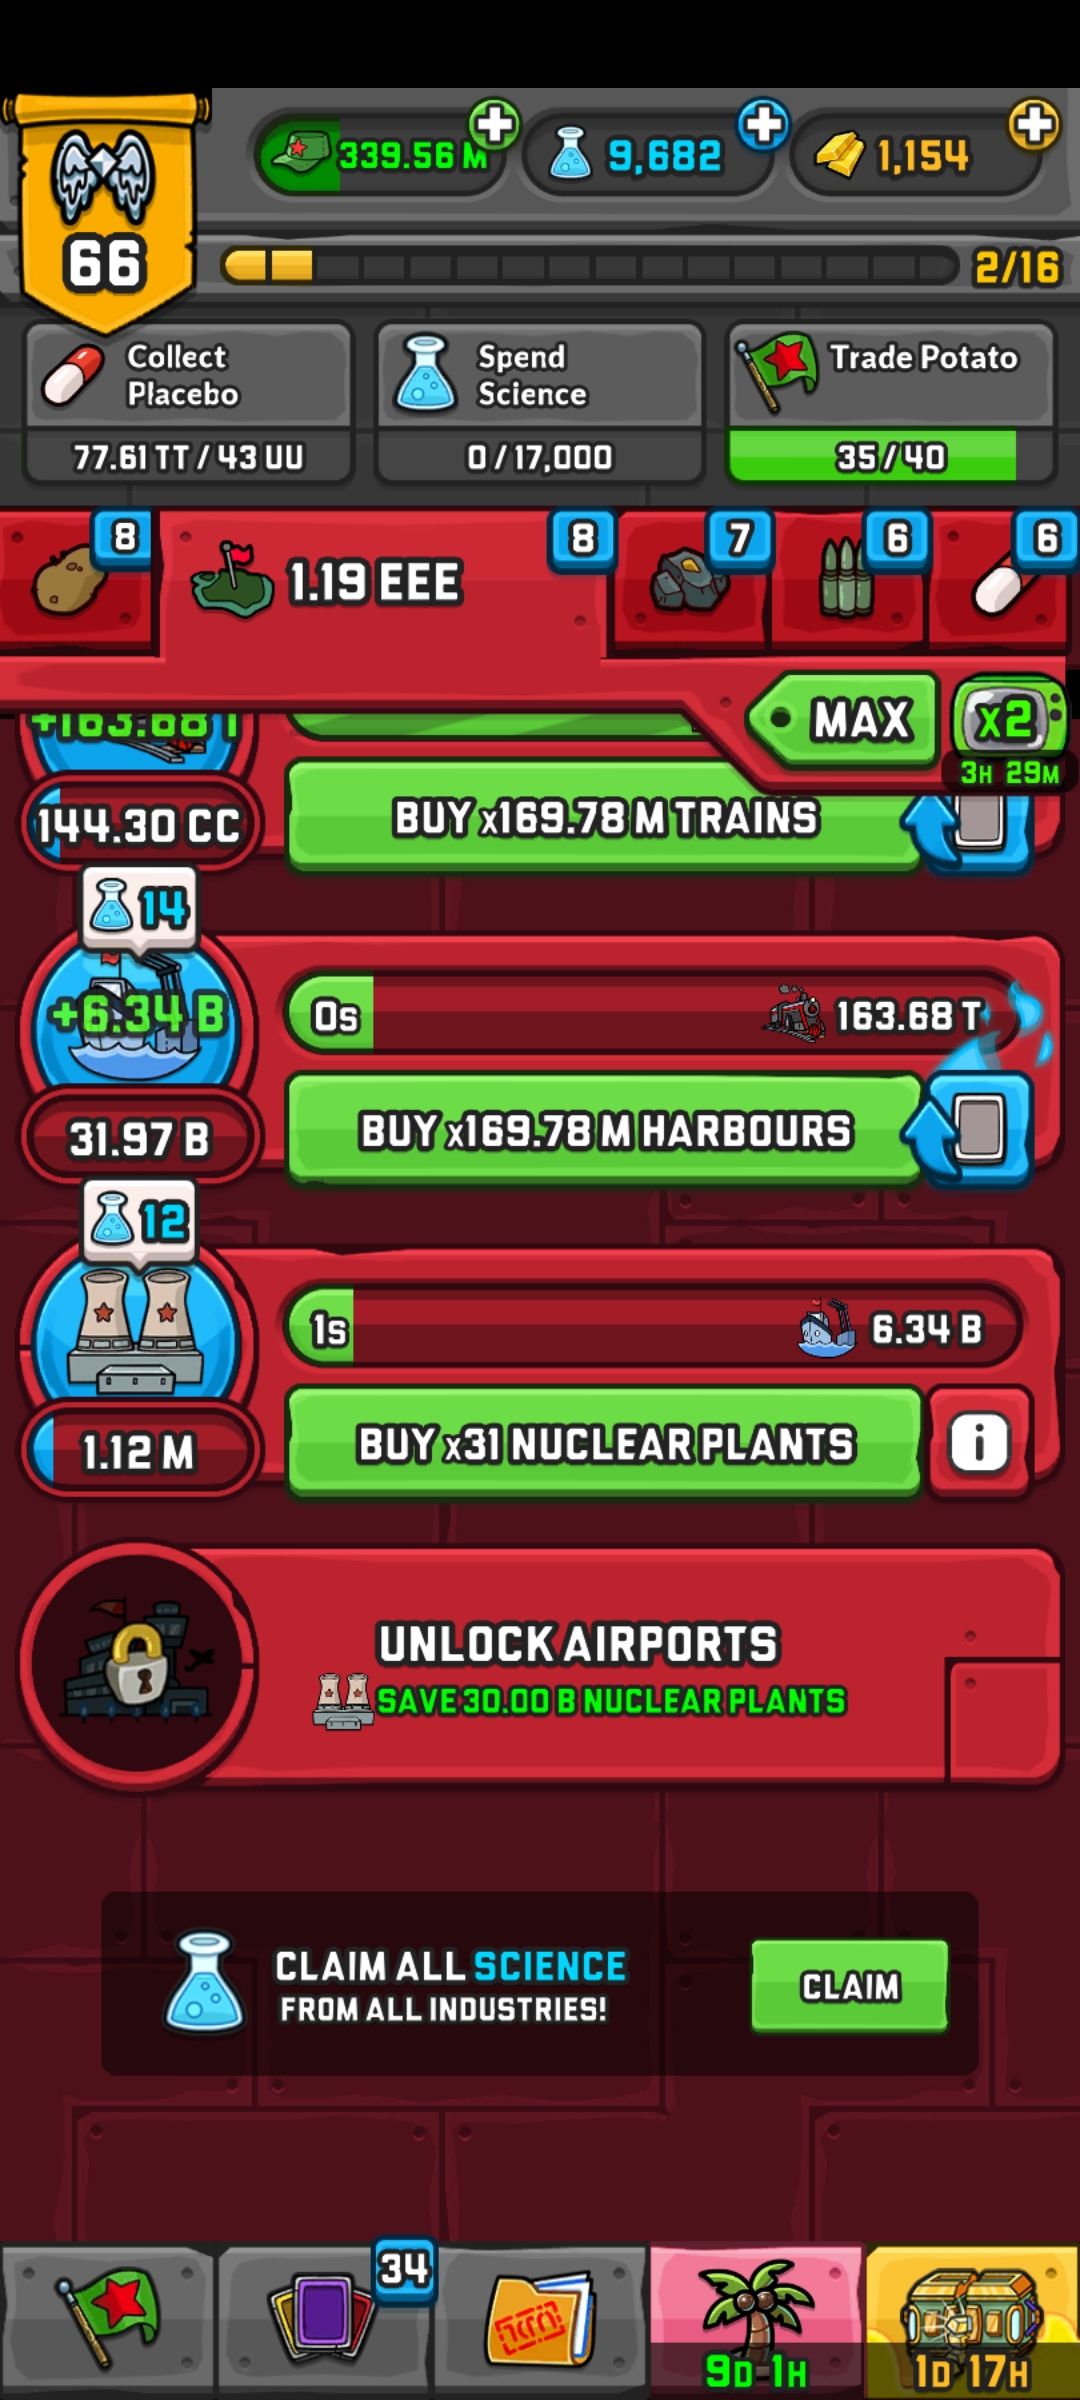 339.56 M
9,682
1,154
66
2/16
Collect
Placebo
Spend
Science
Trade Potato
77.61 TT / 43 UU
0 / 17,000
35 / 40
8
1.19 EEE
8
7
6
6
MAX
x2
3H 29M
+163.68 T
BUY x169.78 M TRAINS
144.30 CC
14
+6.34 B
0s
163.68 T
BUY x169.78 M HARBOURS
31.97 B
12
1s
6.34 B
BUY x31 NUCLEAR PLANTS
i
1.12 M
UNLOCK AIRPORTS
SAVE 30.00 B NUCLEAR PLANTS
CLAIM ALL SCIENCE
FROM ALL INDUSTRIES!
CLAIM
34
9D 1H
1D 17H